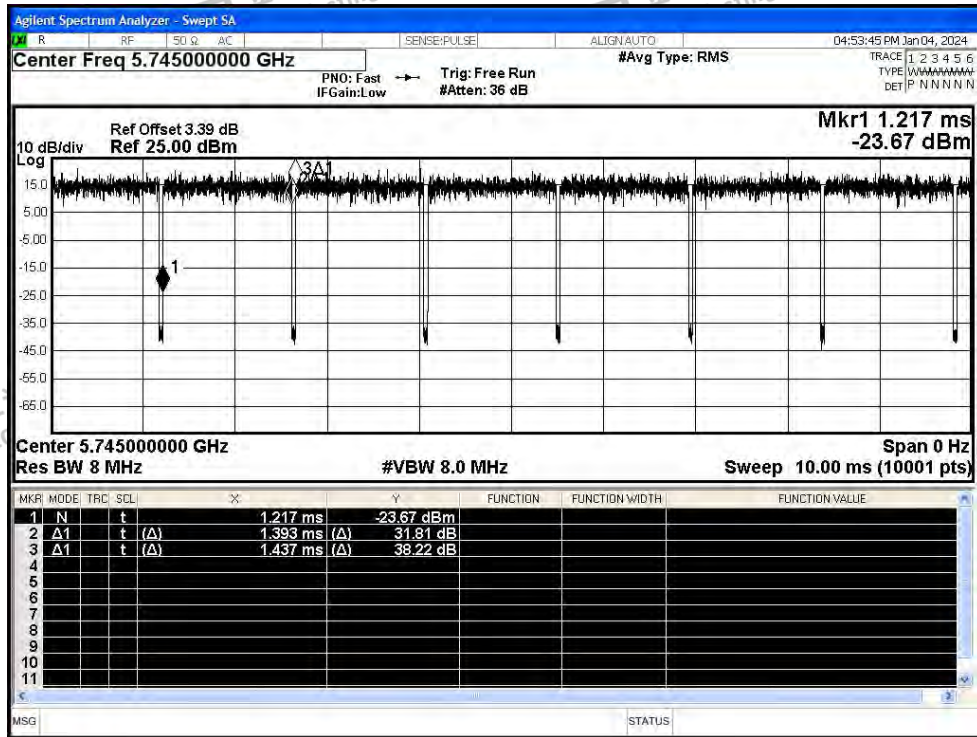 Agilent Spectrum Analyzer - Swept SA
LXI R RF 50 Ω AC SENSE:PULSE ALIGN AUTO 04:53:45 PM Jan 04, 2024
Center Freq 5.745000000 GHz #Avg Type: RMS TRACE 1 2 3 4 5 6
PNO: Fast Trig: Free Run TYPE WWWWWW
IFGain:Low #Atten: 36 dB DET P N N N N N
Mkr1 1.217 ms
Ref Offset 3.39 dB
10 dB/div Ref 25.00 dBm -23.67 dBm
Log
3Δ1
15.0
5.00
-5.00
-15.0
1
-25.0
-35.0
-45.0
-55.0
-65.0
Center 5.745000000 GHz Span 0 Hz
Res BW 8 MHz #VBW 8.0 MHz Sweep 10.00 ms (10001 pts)
MKR MODE TRC SCL X Y FUNCTION FUNCTION WIDTH FUNCTION VALUE
1 N t 1.217 ms -23.67 dBm
2 Δ1 t (Δ) 1.393 ms (Δ) 31.81 dB
3 Δ1 t (Δ) 1.437 ms (Δ) 38.22 dB
4
5
6
7
8
9
10
11
MSG STATUS